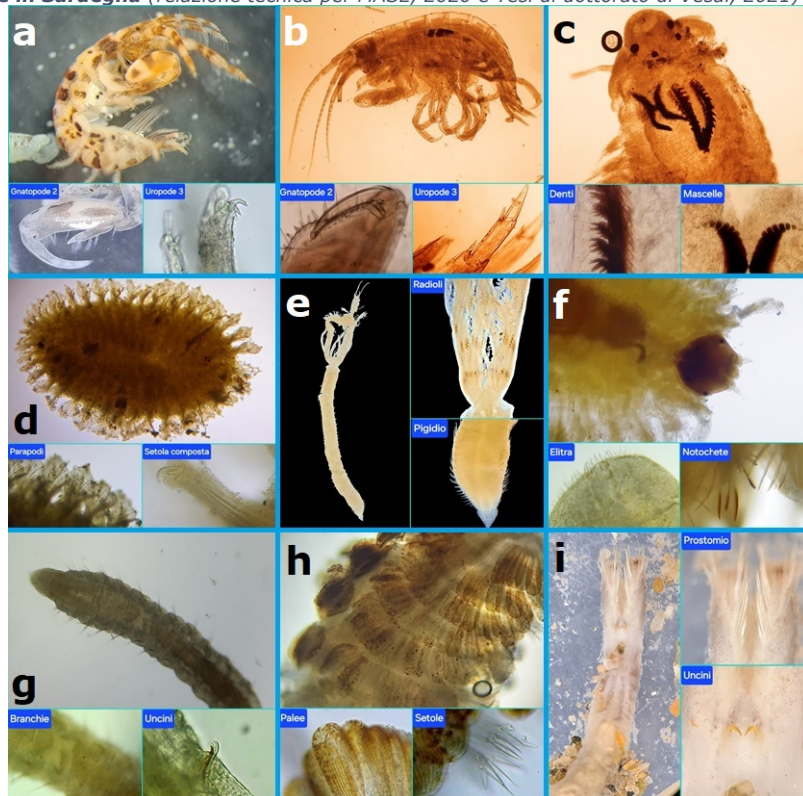 in Sardegna (relazione tecnica per MASE, 2020 e Tesi di dottorato di Vesal, 2021)
a
b
c
Gnatopode 2
Uropode 3
Gnatopode 2
Uropode 3
Denti
Mascelle
d
e
f
Radioli
Parapodi
Setola composta
Pigidio
Elitra
Notochete
g
h
i
Prostomio
Branchie
Uncini
Palee
Setole
Uncini